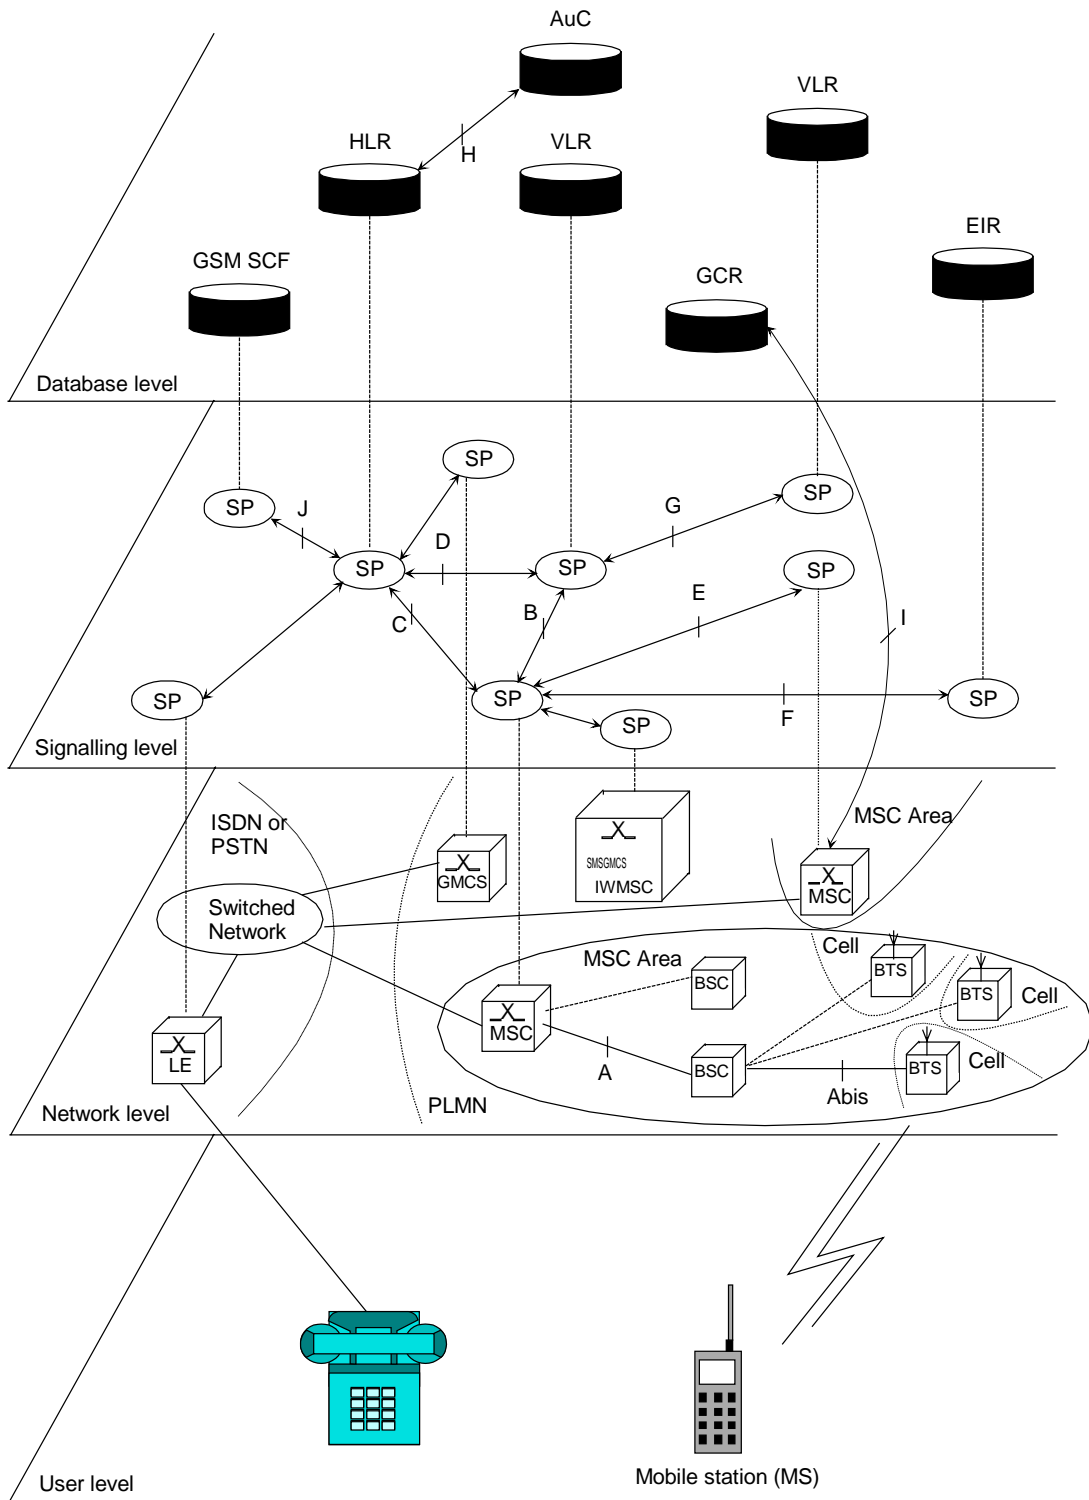 AuC
VLR
HLR
VLR
H
EIR
GSM SCF
GCR
Database level
SP
SP
J
G
SP
D
SP
SP
SP
E
B
C
I
SP
SP
SP
F
SP
Signalling level
ISDN or
PSTN
MSC Area
SMSGMCS
GMCS
IWMSC
MSC
Switched
Network
Cell
MSC Area
BTS
BSC
BTS
Cell
MSC
LE
A
BSC
BTS
Cell
Abis
PLMN
Network level
Mobile station (MS)
User level